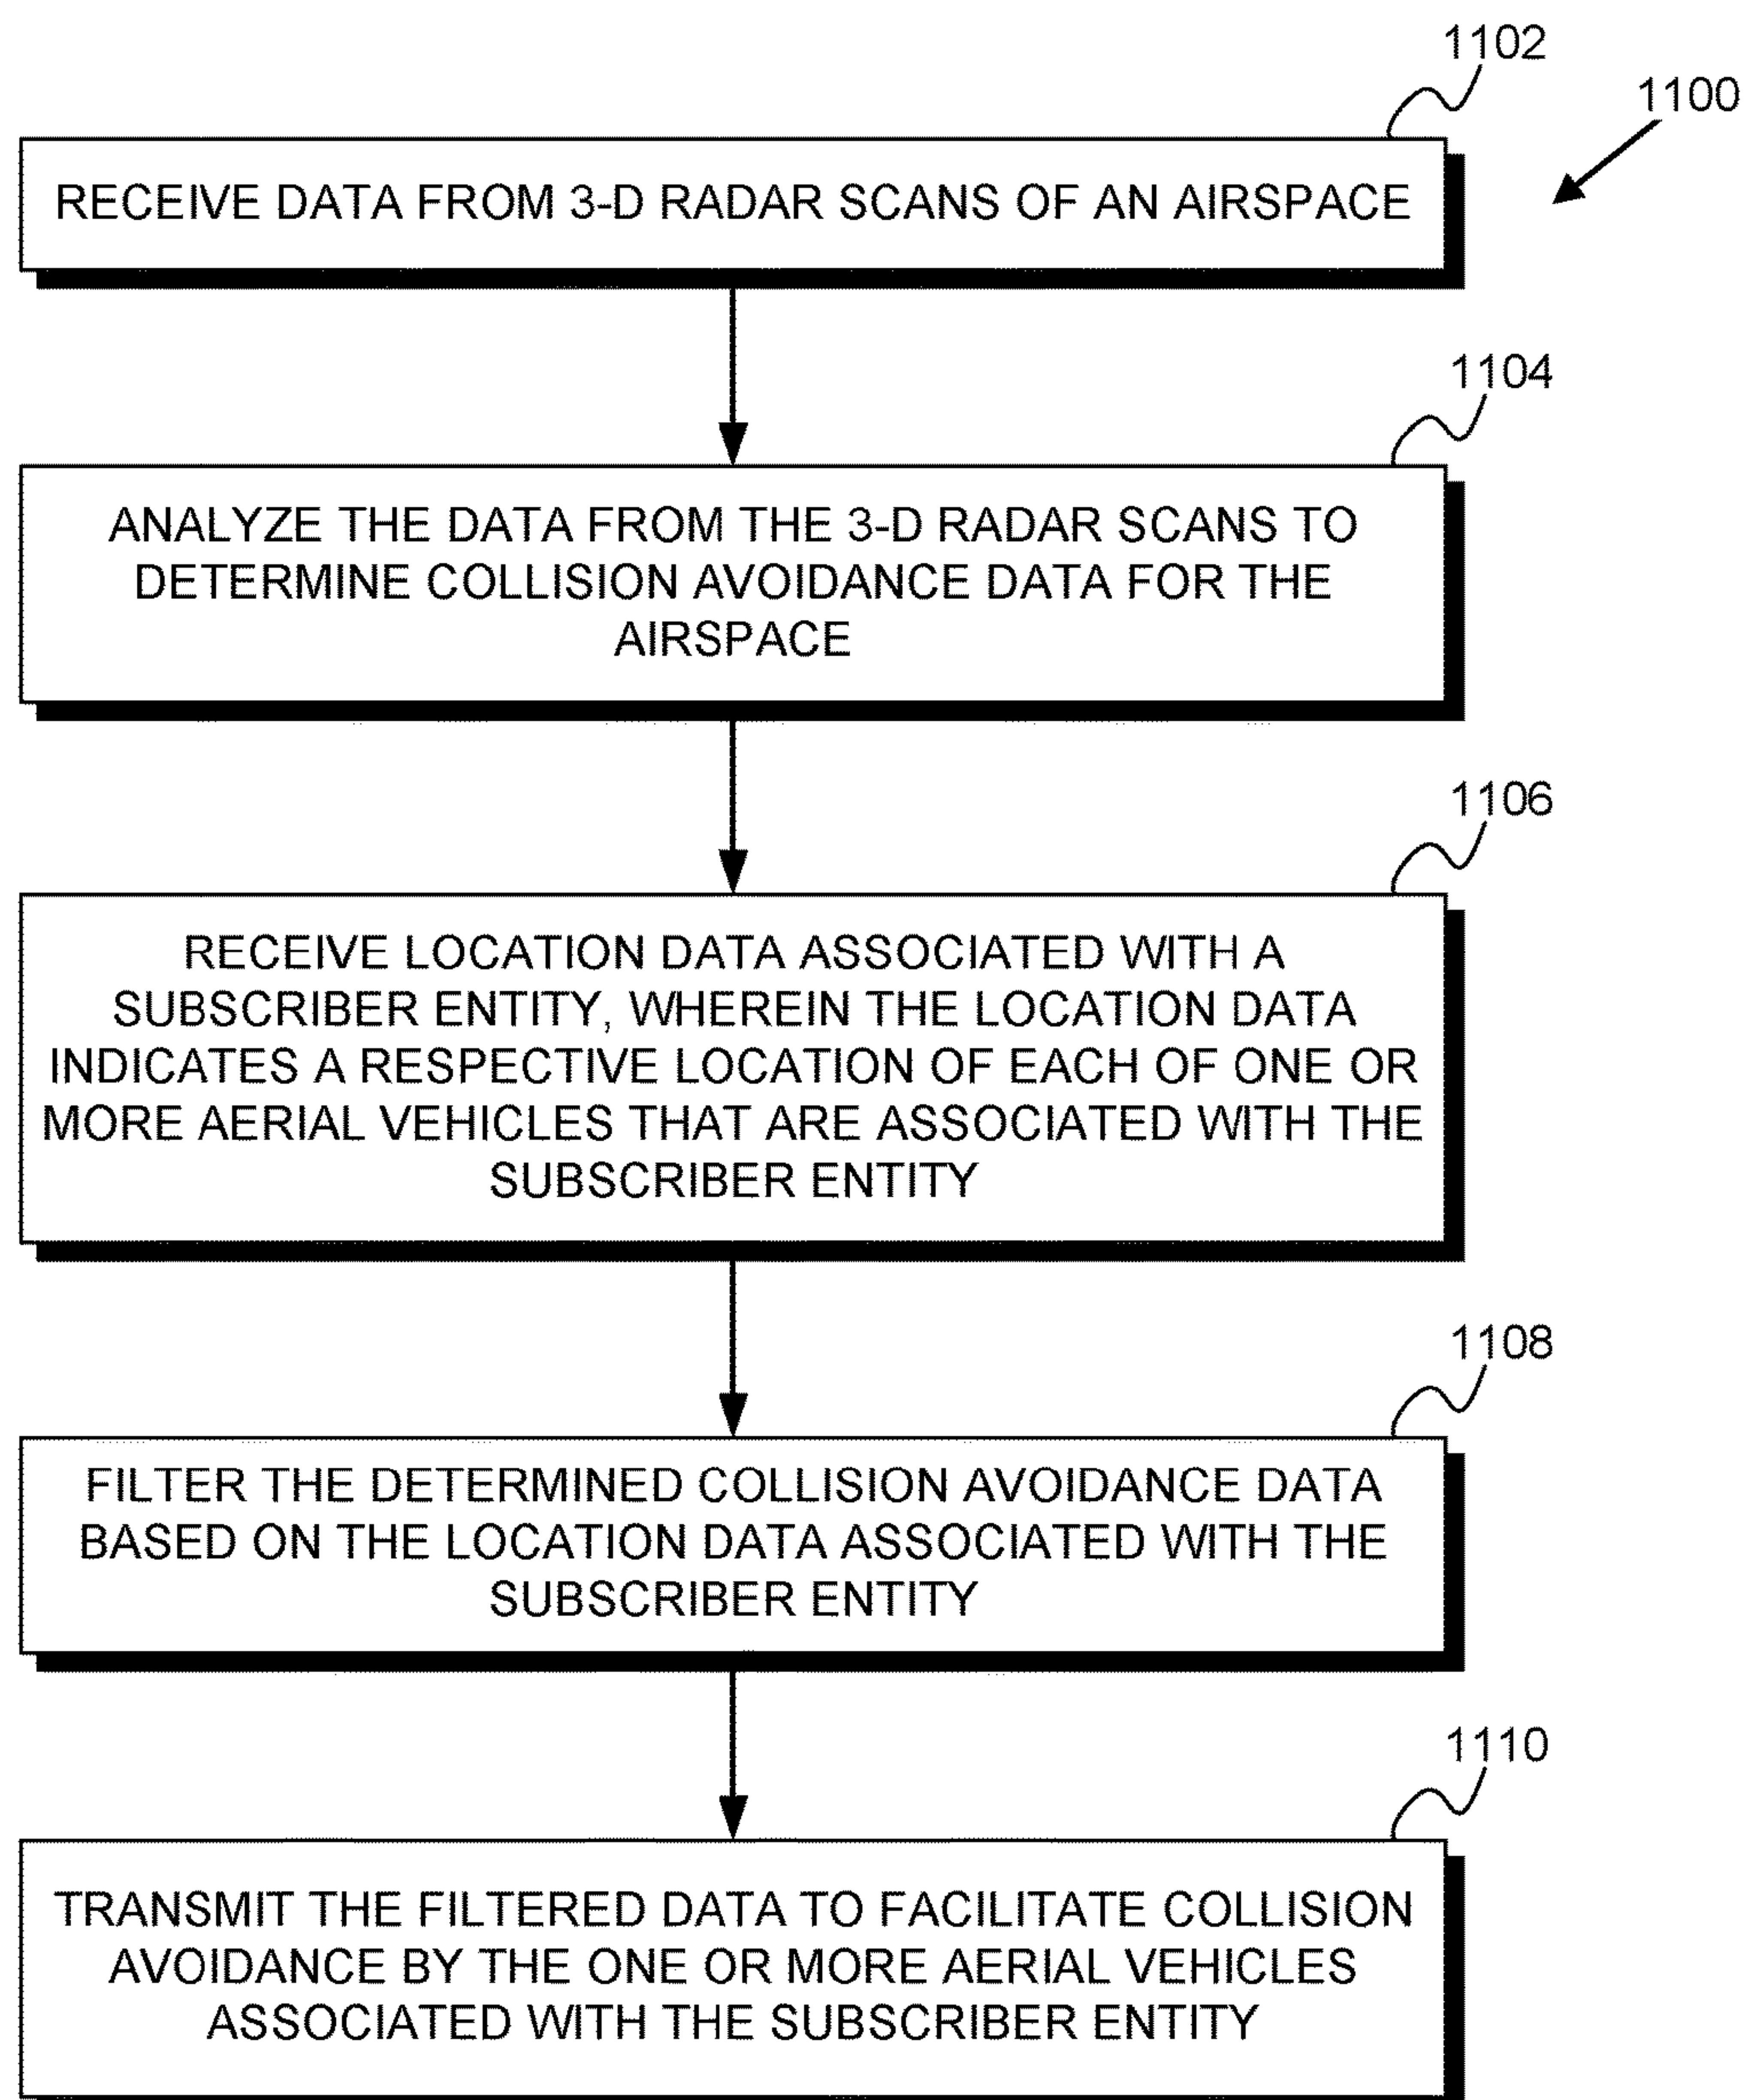 1102
1100
RECEIVE DATA FROM 3-D RADAR SCANS OF AN AIRSPACE
1104
ANALYZE THE DATA FROM THE 3-D RADAR SCANS TO
DETERMINE COLLISION AVOIDANCE DATA FOR THE
AIRSPACE
1106
RECEIVE LOCATION DATA ASSOCIATED WITH A
SUBSCRIBER ENTITY, WHEREIN THE LOCATION DATA
INDICATES A RESPECTIVE LOCATION OF EACH OF ONE OR
MORE AERIAL VEHICLES THAT ARE ASSOCIATED WITH THE
SUBSCRIBER ENTITY
1108
FILTER THE DETERMINED COLLISION AVOIDANCE DATA
BASED ON THE LOCATION DATA ASSOCIATED WITH THE
SUBSCRIBER ENTITY
1110
TRANSMIT THE FILTERED DATA TO FACILITATE COLLISION
AVOIDANCE BY THE ONE OR MORE AERIAL VEHICLES
ASSOCIATED WITH THE SUBSCRIBER ENTITY